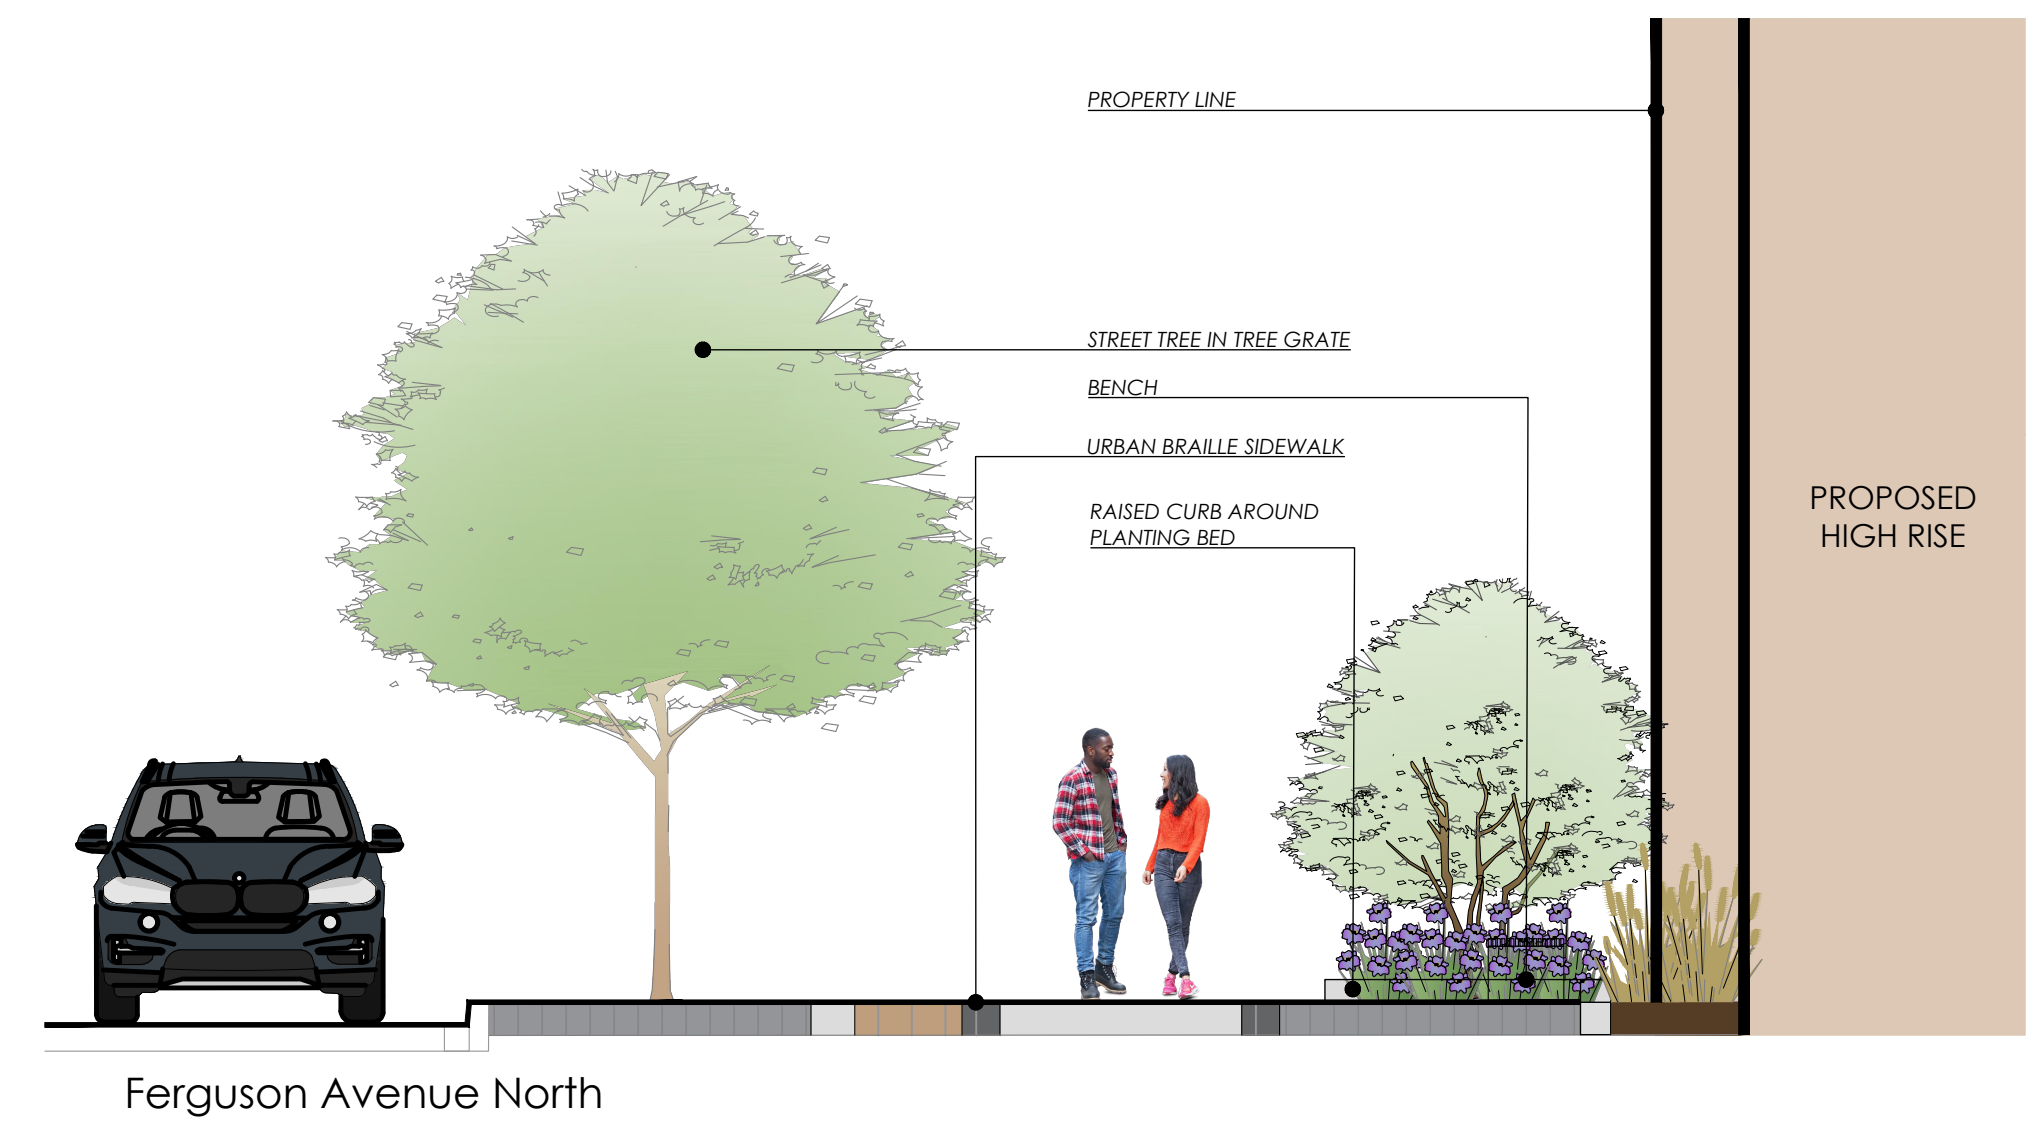 PROPERTY LINE
STREET TREE IN TREE GRATE
BENCH
URBAN BRAILLE SIDEWALK
RAISED CURB AROUND
PLANTING BED
PROPOSED
HIGH RISE
Ferguson Avenue North